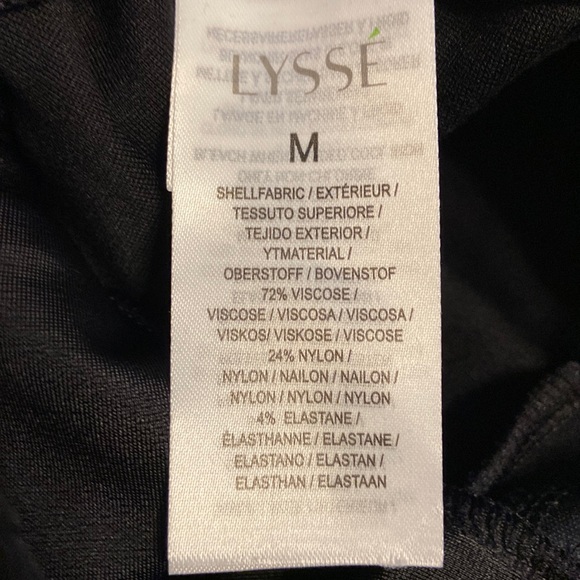 LYSSÉ
M
SHELLFABRIC / EXTÉRIEUR /
TESSUTO SUPERIORE /
TEJIDO EXTERIOR /
YTMATERIAL /
OBERSTOFF / BOVENSTOF
72% VISCOSE /
VISCOSE / VISCOSA / VISCOSA /
VISKOS/ VISKOSE / VISCOSE
24% NYLON /
NYLON / NAILON / NAILON /
NYLON / NYLON / NYLON
4% ELASTANE /
ÉLASTHANNE / ELASTANE /
ELASTANO / ELASTAN /
ELASTHAN / ELASTAAN